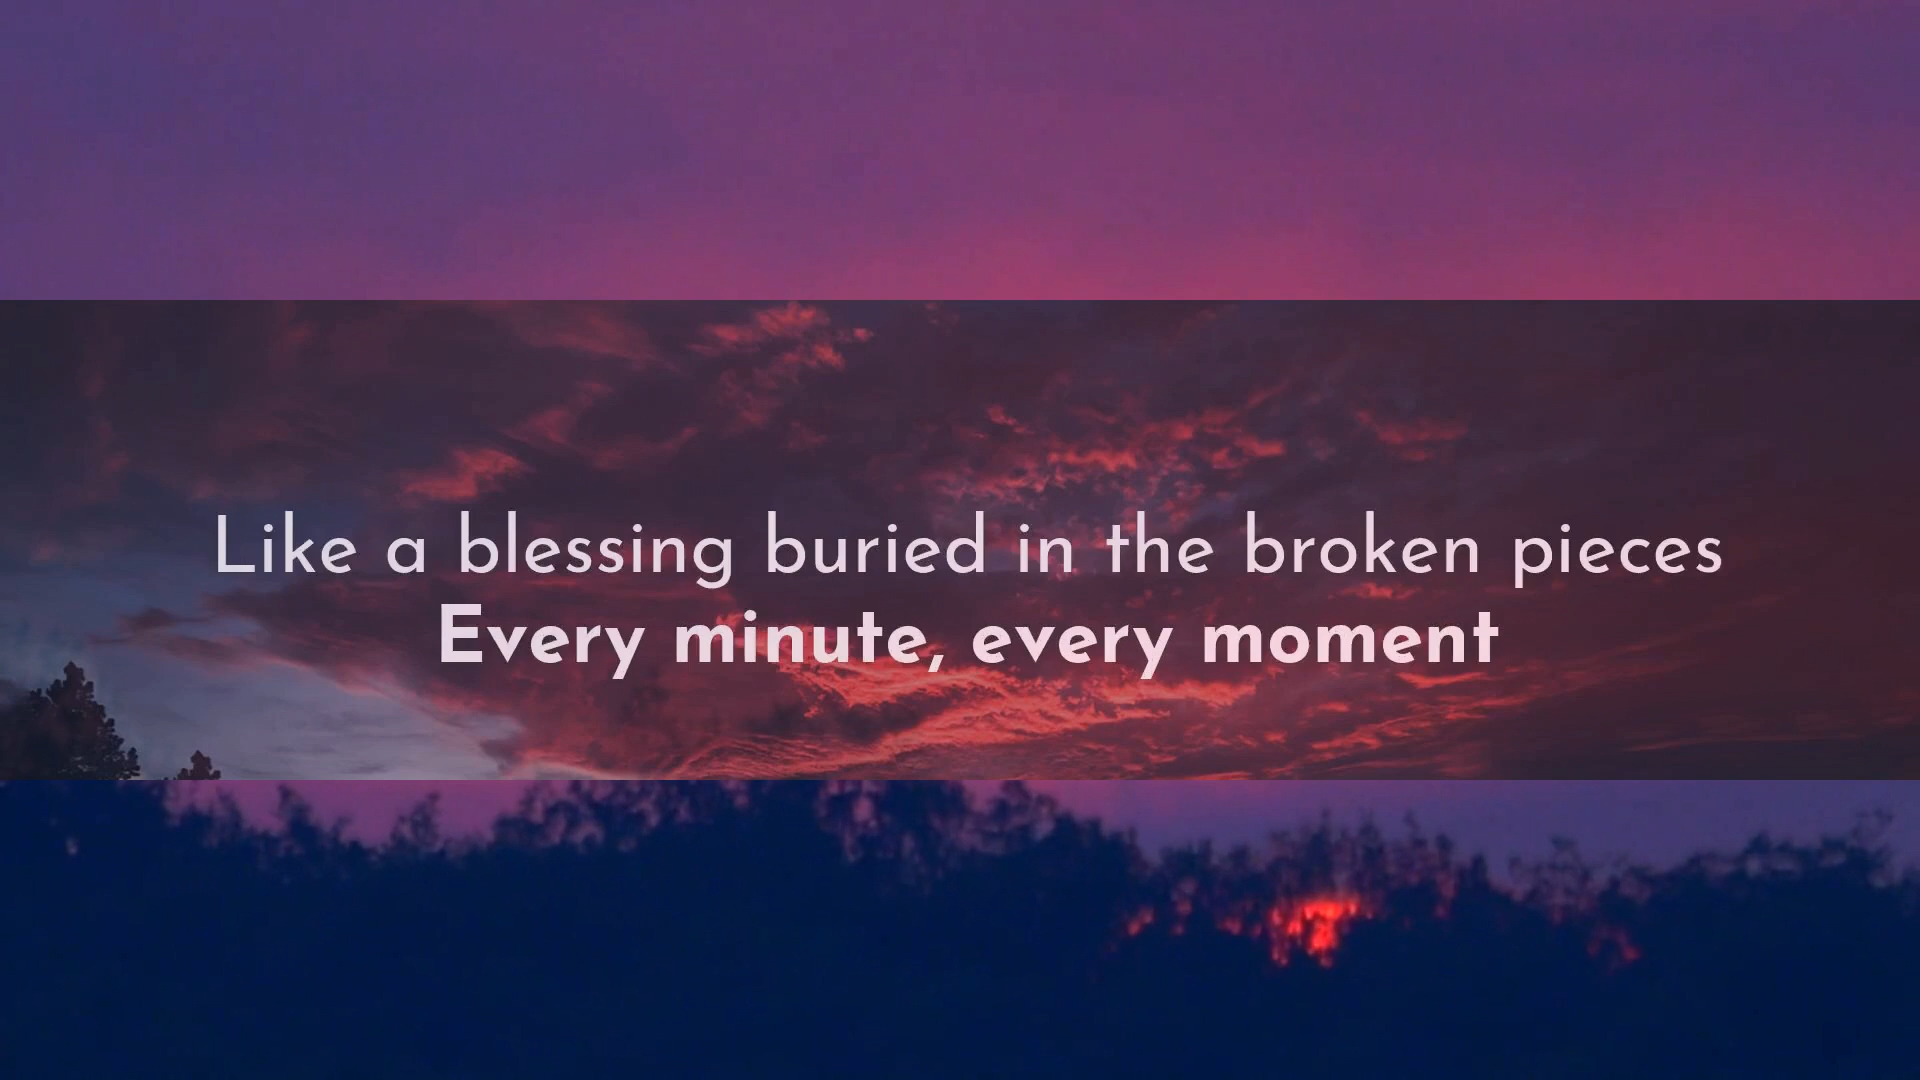 Like a blessing buried in the broken pieces
Every minute, every moment